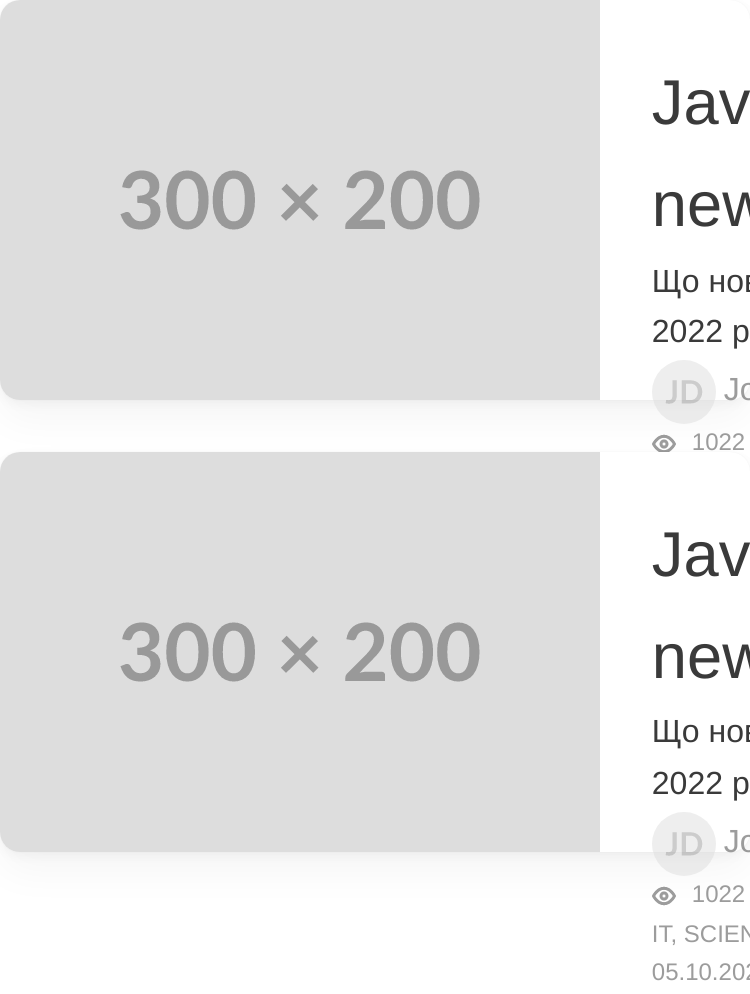 300 × 200
Jav
new
Що нов
2022 р
JD Jo
1022
300 × 200
Jav
new
Що нов
2022 р
JD Jo
1022
IT, SCIEN
05.10.202